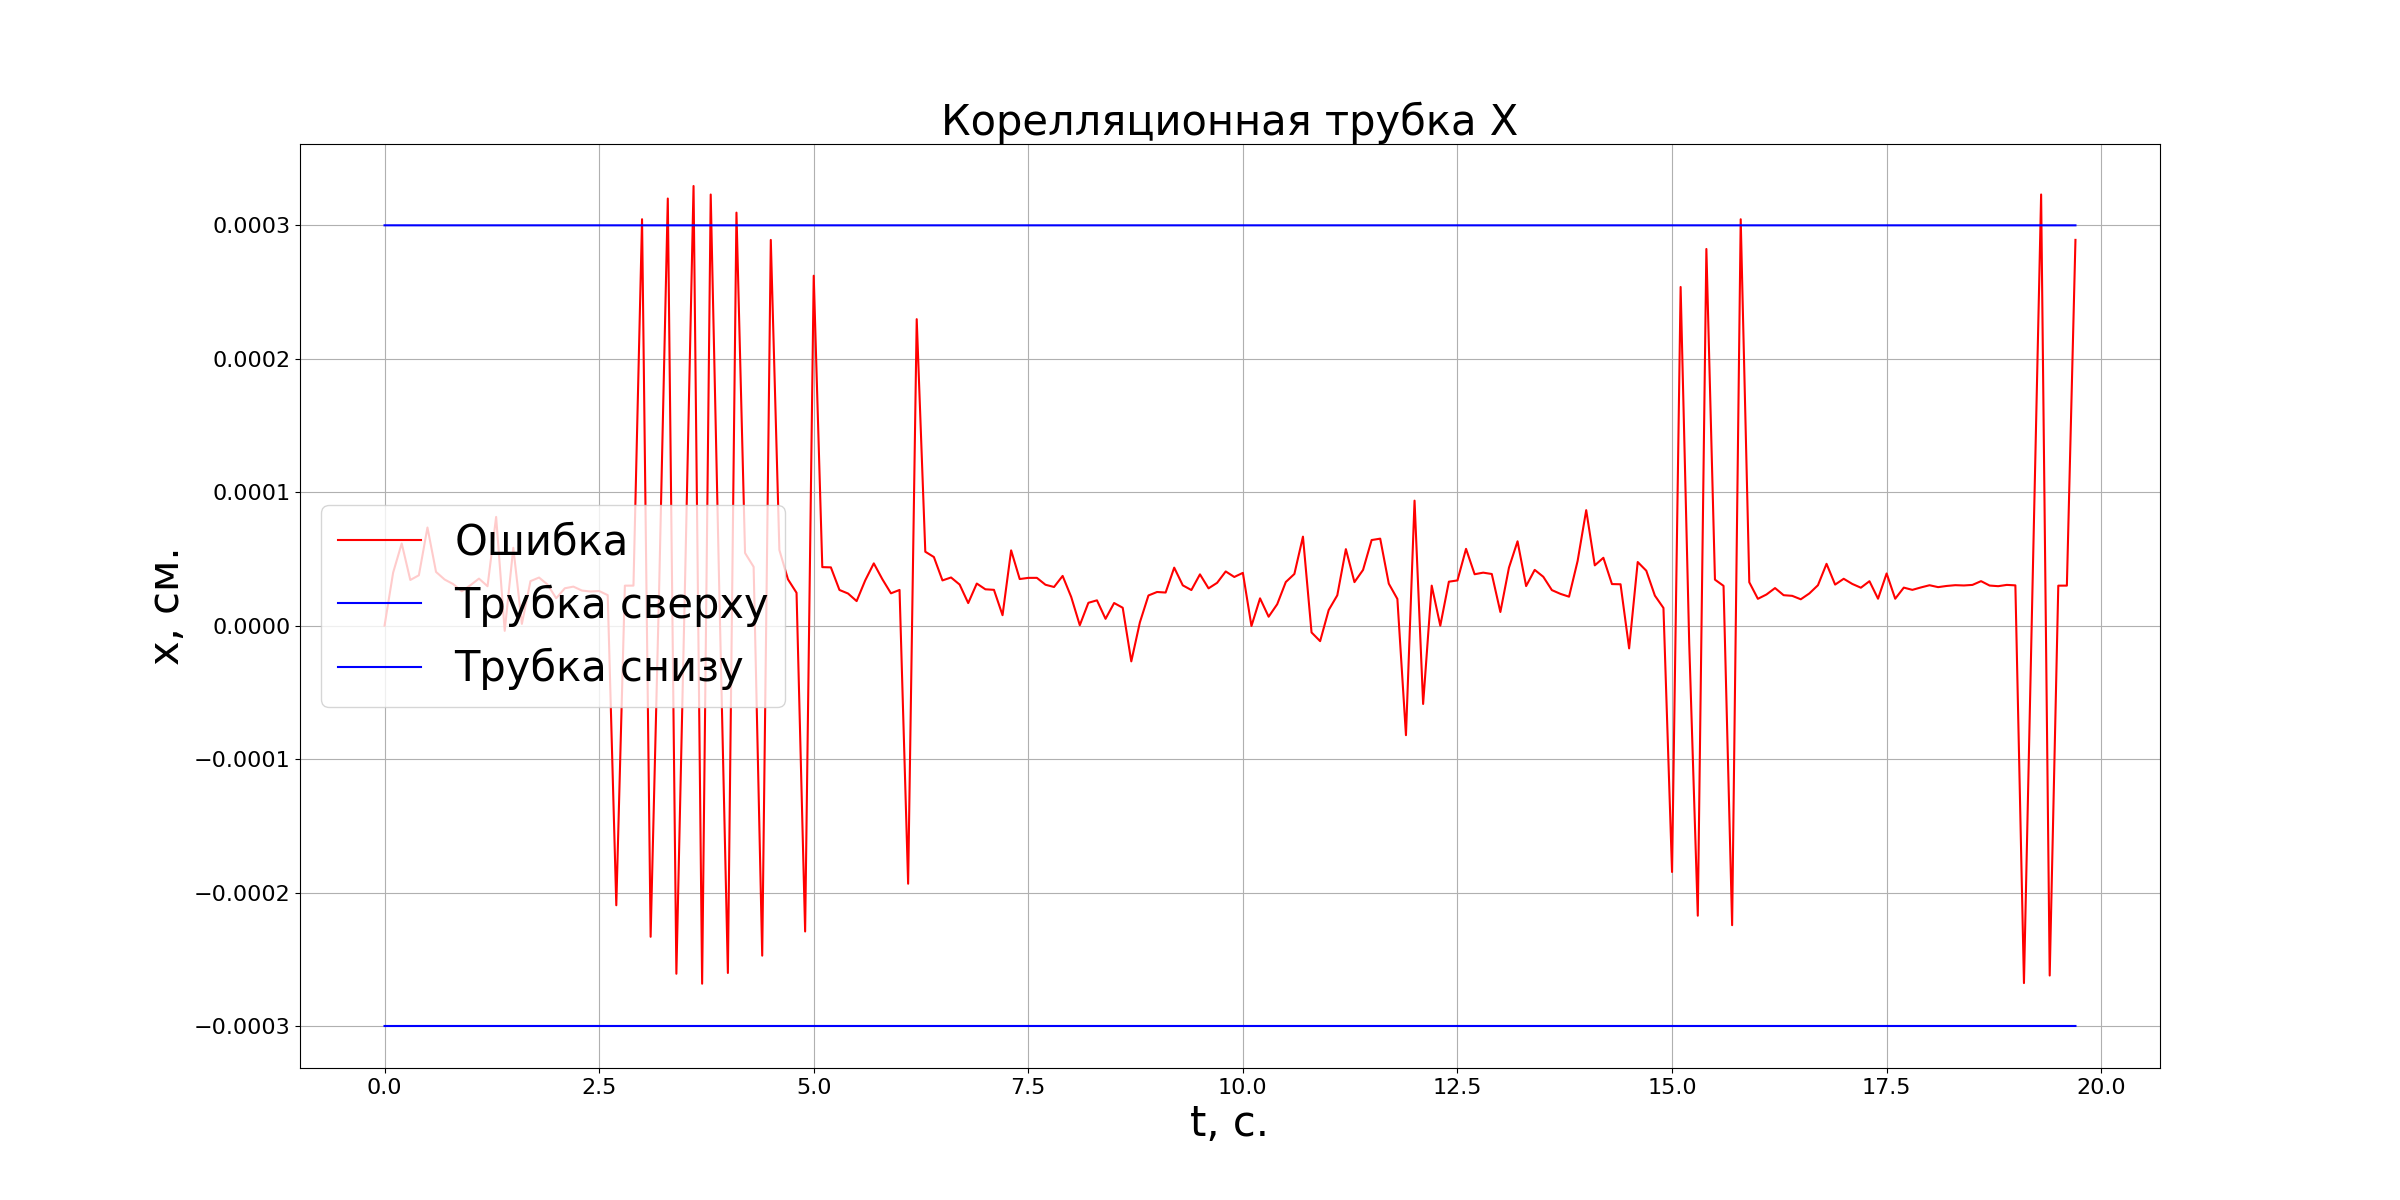 Корелляционная трубка X
0.0003
0.0002
0.0001
0.0000
−0.0001
−0.0002
−0.0003
x, см.
Ошибка
Трубка сверху
Трубка снизу
0.0 2.5 5.0 7.5 10.0 12.5 15.0 17.5 20.0
t, с.